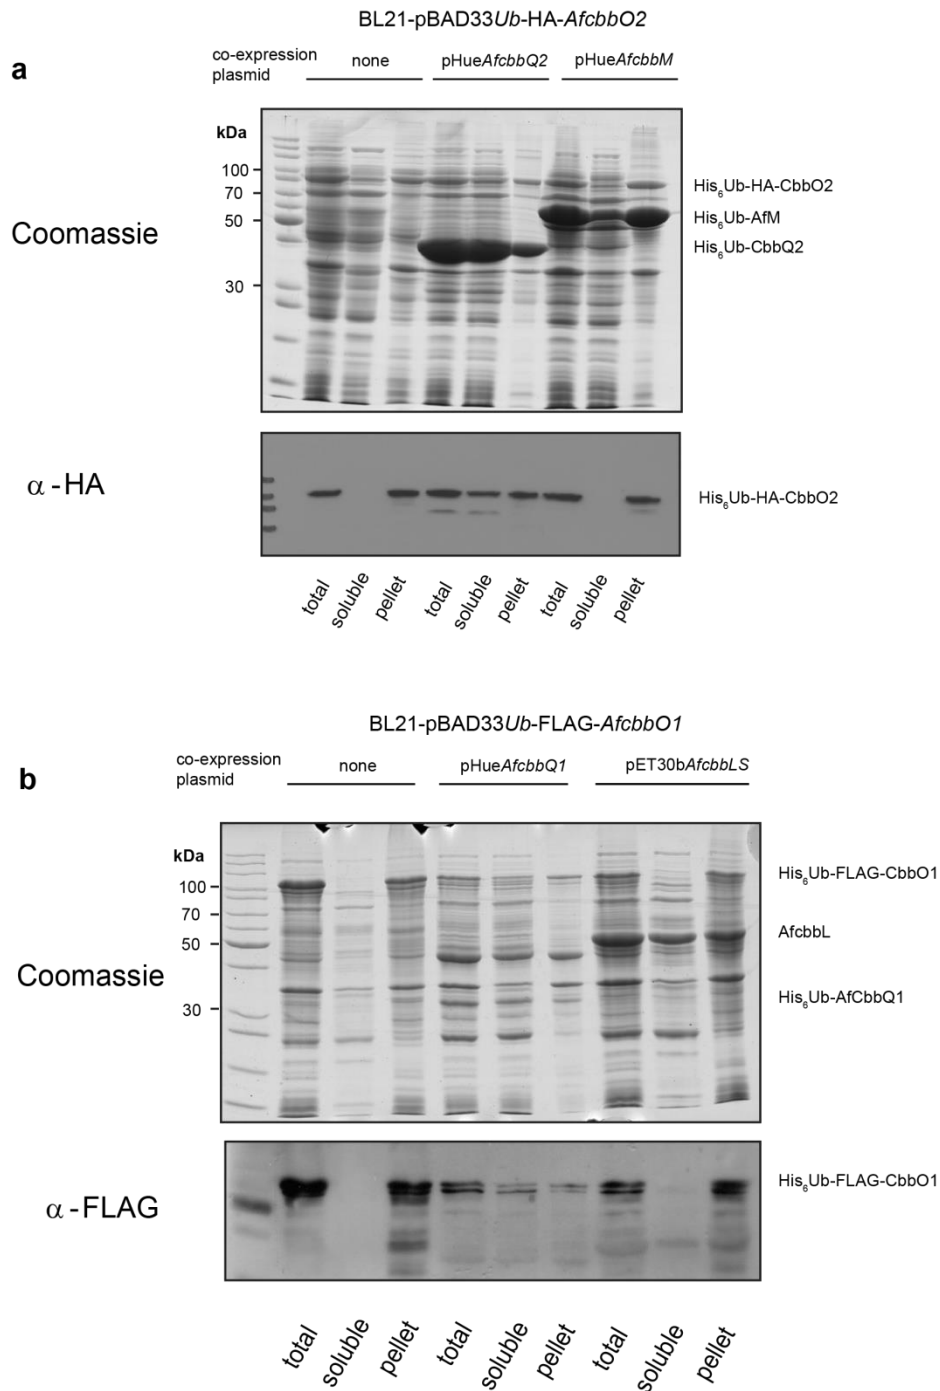 BL21-pBAD33Ub-HA-AfcbbO2
a
co-expression
plasmid
none
pHueAfcbbQ2
pHueAfcbbM
kDa
100
70
50
30
Coomassie
His₆Ub-HA-CbbO2
His₆Ub-AfM
His₆Ub-CbbQ2
α-HA
His₆Ub-HA-CbbO2
total soluble pellet total soluble pellet total soluble pellet
BL21-pBAD33Ub-FLAG-AfcbbO1
b
co-expression
plasmid
none
pHueAfcbbQ1
pET30bAfcbbLS
kDa
100
70
50
30
Coomassie
His₆Ub-FLAG-CbbO1
AfcbbL
His₆Ub-AfCbbQ1
α-FLAG
His₆Ub-FLAG-CbbO1
total soluble pellet total soluble pellet total soluble pellet